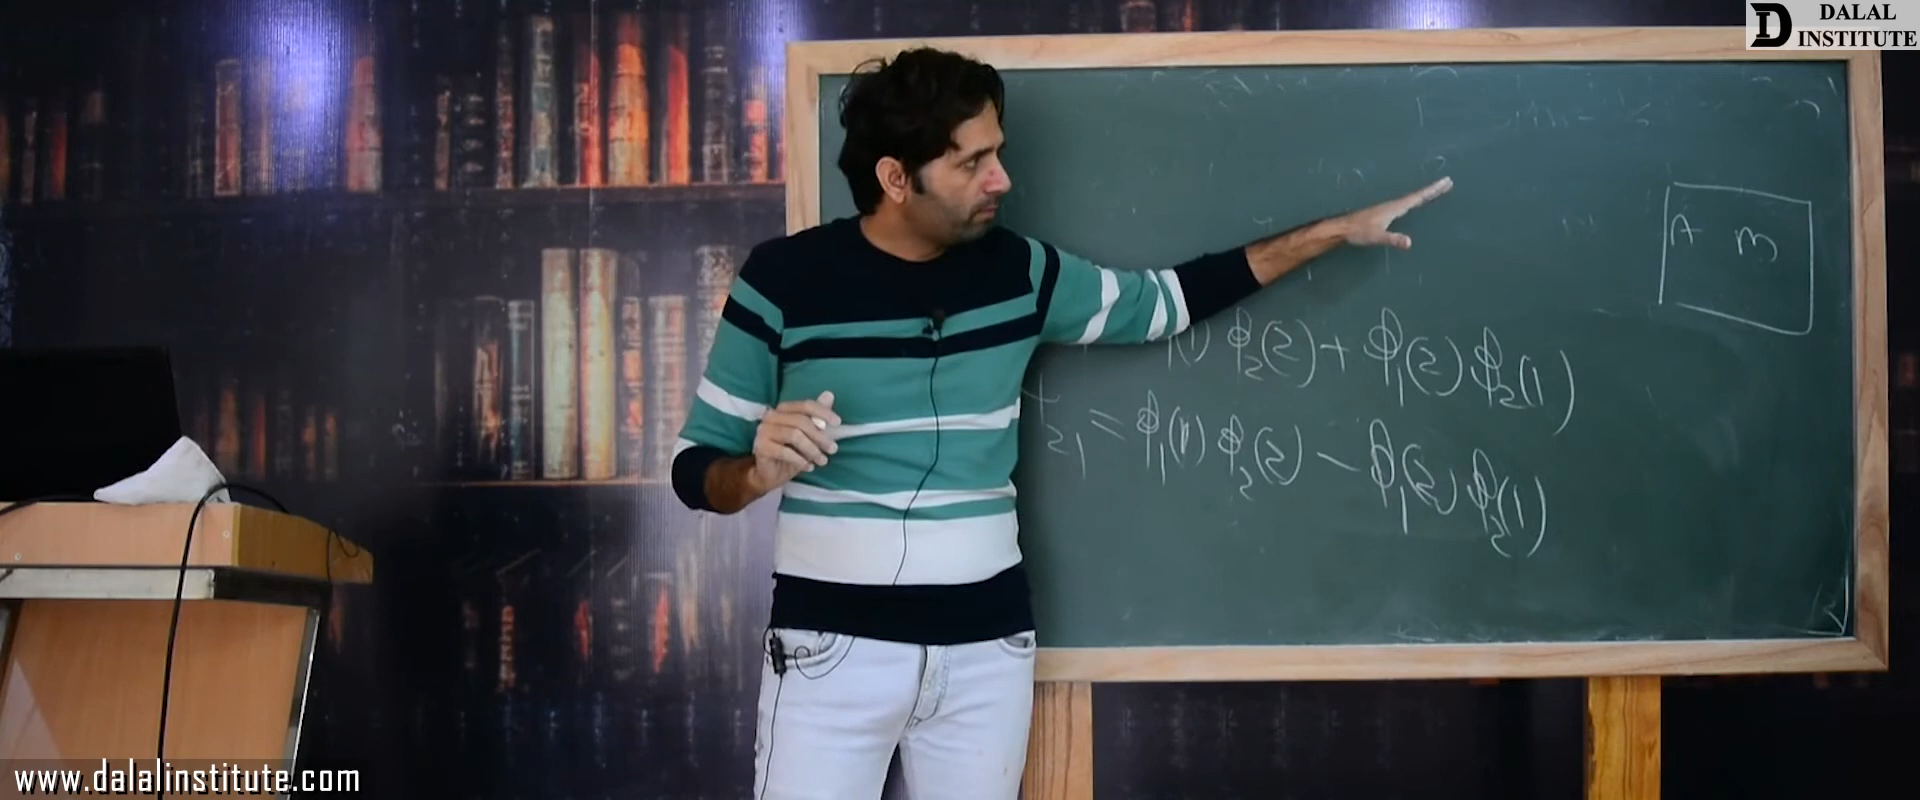 DALAL
INSTITUTE
A B
(1) φ₂(2) + φ₁(2) φ₂(1)
₂₁ = φ₁(1) φ₂(2) − φ₁(2) φ₂(1)
www.dalalinstitute.com